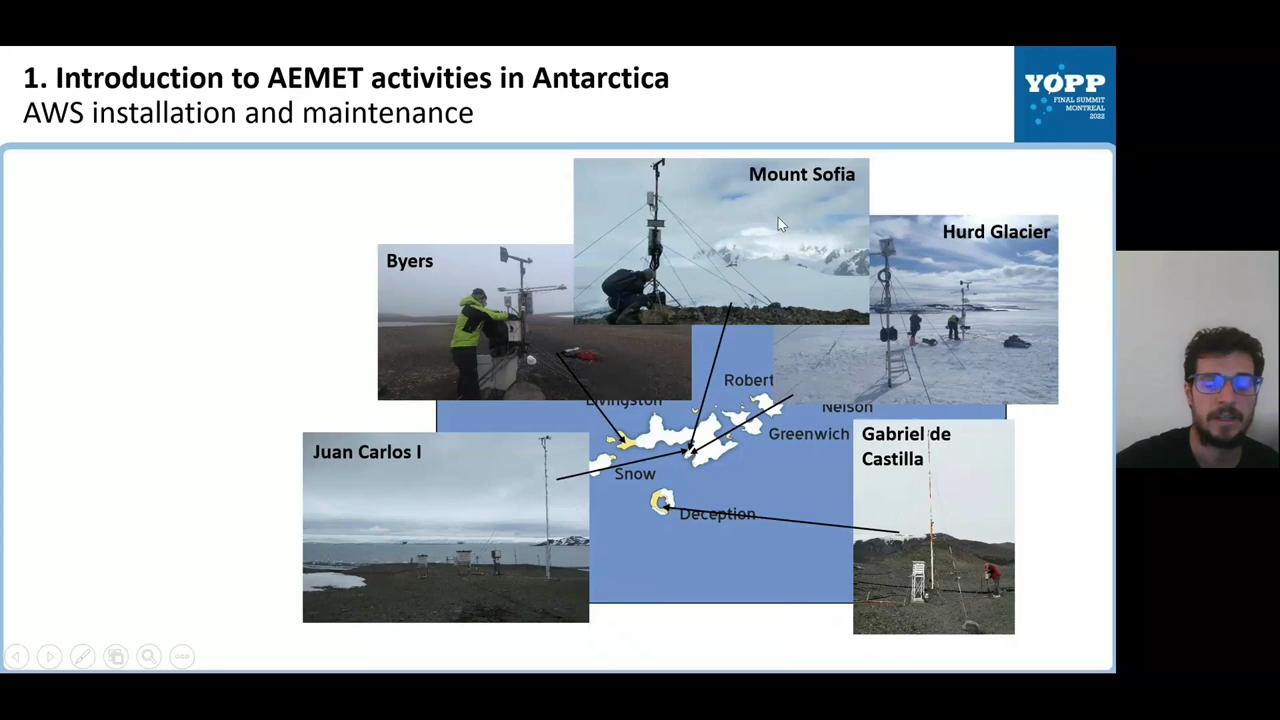 1. Introduction to AEMET activities in Antarctica
AWS installation and maintenance
YOPP
FINAL SUMMIT
MONTREAL
2022
Mount Sofia
Hurd Glacier
Byers
Robert
Livingston
Nelson
Greenwich
Gabriel de
Castilla
Juan Carlos I
Snow
Deception